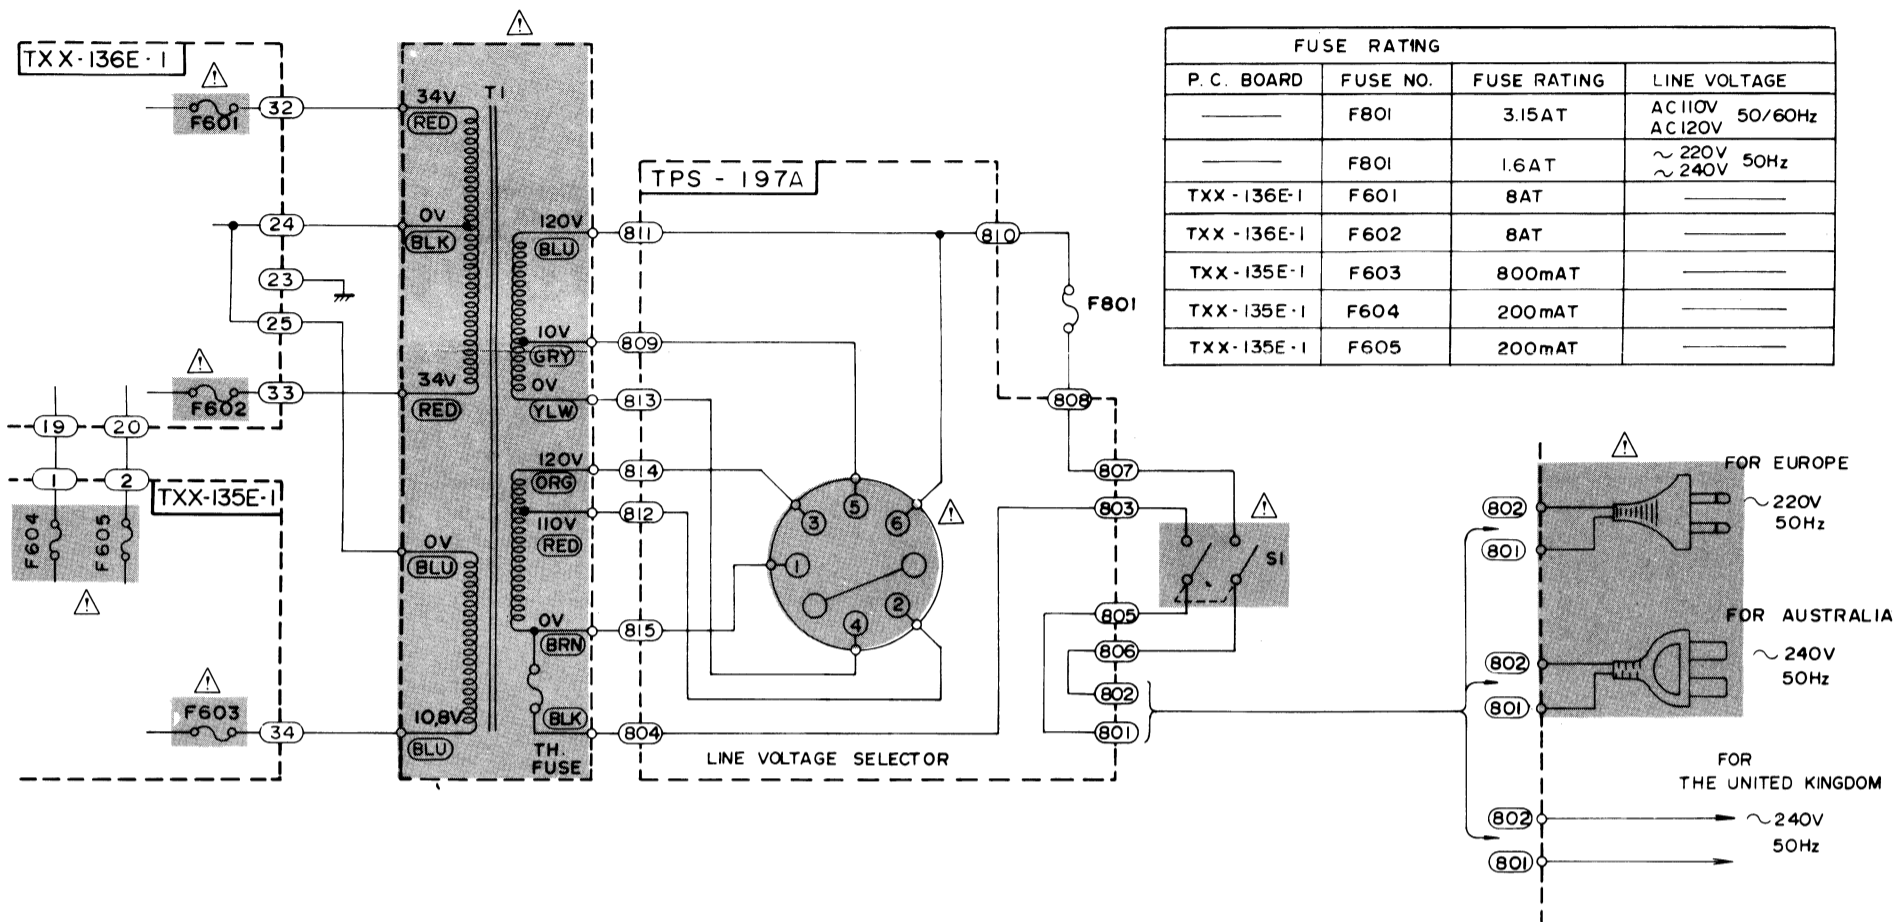 TXX-136E-1
F601
32
24
23
25
F602
33
19
20
1
2
TXX-135E-1
F604
F605
F603
34
T1
34V
RED
0V
BLK
34V
RED
0V
BLU
10,8V
BLU
120V
BLU
10V
GRY
0V
YLW
120V
ORG
110V
RED
0V
BRN
BLK
TH.
FUSE
TPS - 197A
811
809
813
814
812
815
804
810
F801
808
807
803
805
806
802
801
1
2
3
4
5
6
LINE VOLTAGE SELECTOR
S1
FUSE RATING
P.C. BOARD FUSE NO. FUSE RATING LINE VOLTAGE
F801 3.15AT AC110V AC120V 50/60Hz
F801 1.6AT ~220V ~240V 50Hz
TXX-136E-1 F601 8AT
TXX-136E-1 F602 8AT
TXX-135E-1 F603 800mAT
TXX-135E-1 F604 200mAT
TXX-135E-1 F605 200mAT
FOR EUROPE
802
801
~220V
50Hz
FOR AUSTRALIA
802
801
~240V
50Hz
FOR
THE UNITED KINGDOM
802
801
~240V
50Hz